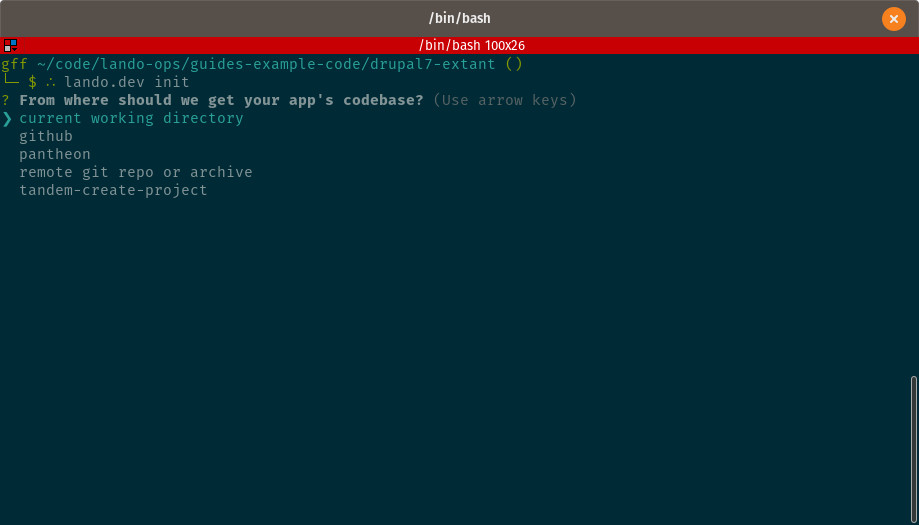 /bin/bash
/bin/bash 100x26
gff ~/code/lando-ops/guides-example-code/drupal7-extant ()
└─ $ ∴ lando.dev init
? From where should we get your app's codebase? (Use arrow keys)
❯ current working directory
github
pantheon
remote git repo or archive
tandem-create-project